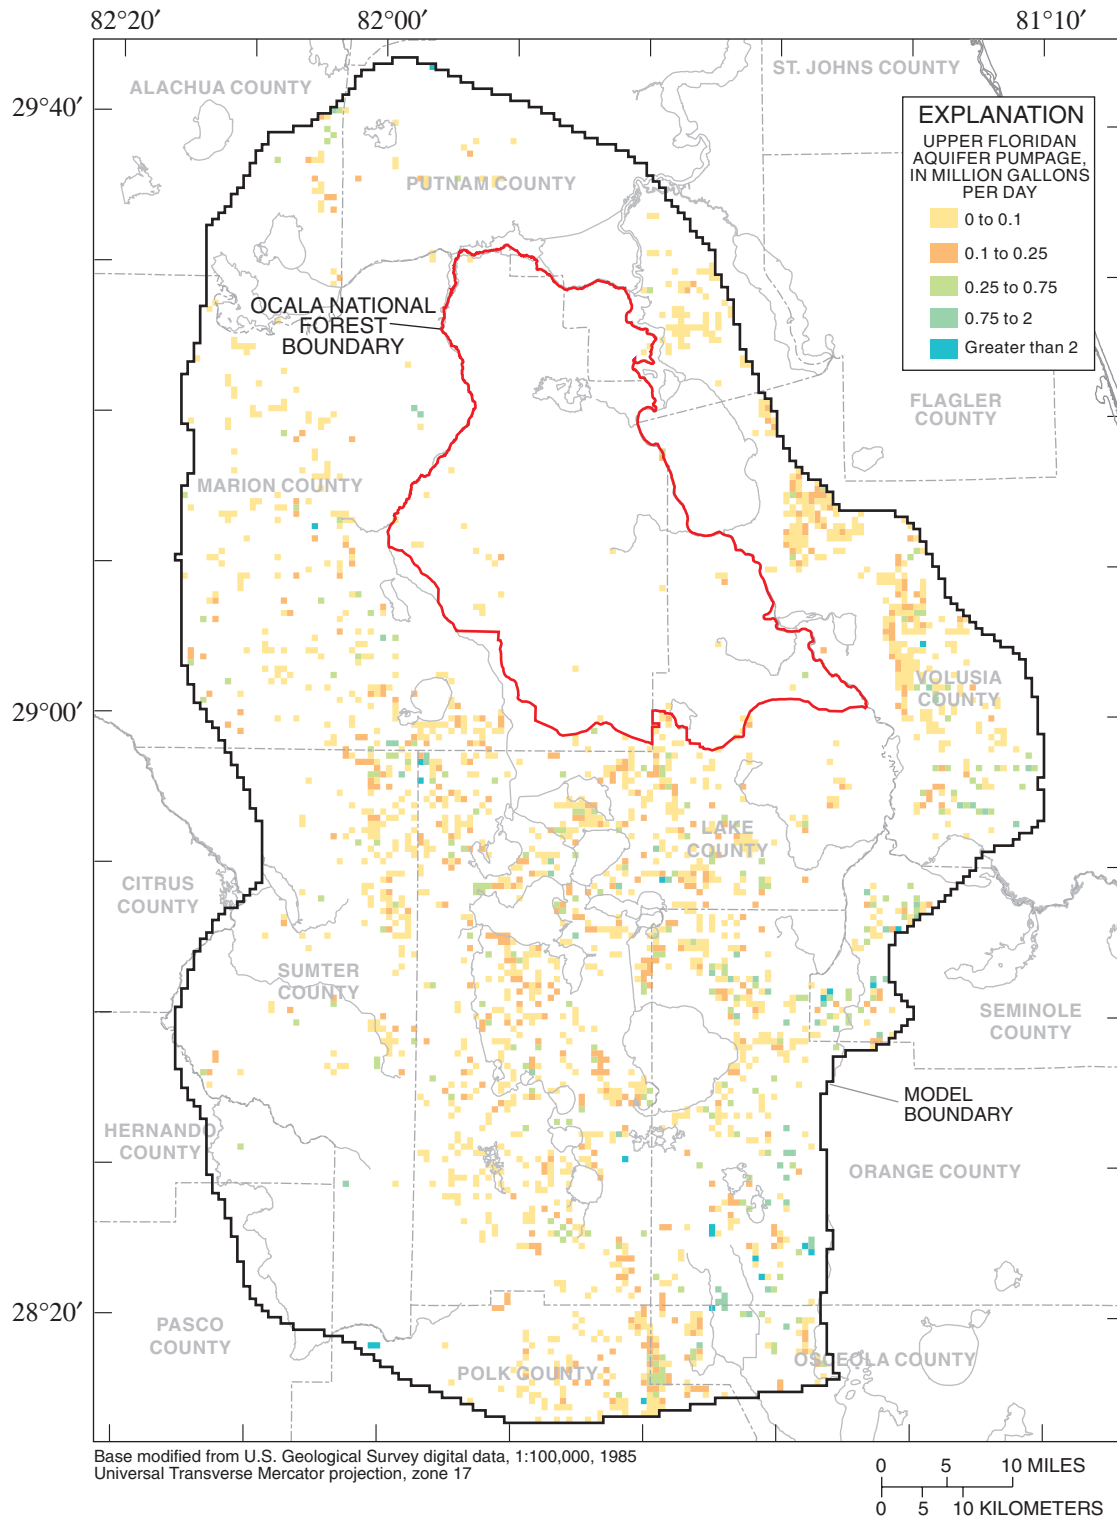 82°20′
82°00′
81°10′
29°40′
29°00′
28°20′
ALACHUA COUNTY
ST. JOHNS COUNTY
PUTNAM COUNTY
EXPLANATION
UPPER FLORIDAN
AQUIFER PUMPAGE,
IN MILLION GALLONS
PER DAY
0 to 0.1
0.1 to 0.25
0.25 to 0.75
0.75 to 2
Greater than 2
OCALA NATIONAL
FOREST
BOUNDARY
FLAGLER
COUNTY
MARION COUNTY
VOLUSIA
COUNTY
LAKE
COUNTY
CITRUS
COUNTY
SUMTER
COUNTY
SEMINOLE
COUNTY
MODEL
BOUNDARY
HERNANDO
COUNTY
ORANGE COUNTY
PASCO
COUNTY
POLK COUNTY
OSCEOLA COUNTY
Base modified from U.S. Geological Survey digital data, 1:100,000, 1985
Universal Transverse Mercator projection, zone 17
0 5 10 MILES
0 5 10 KILOMETERS